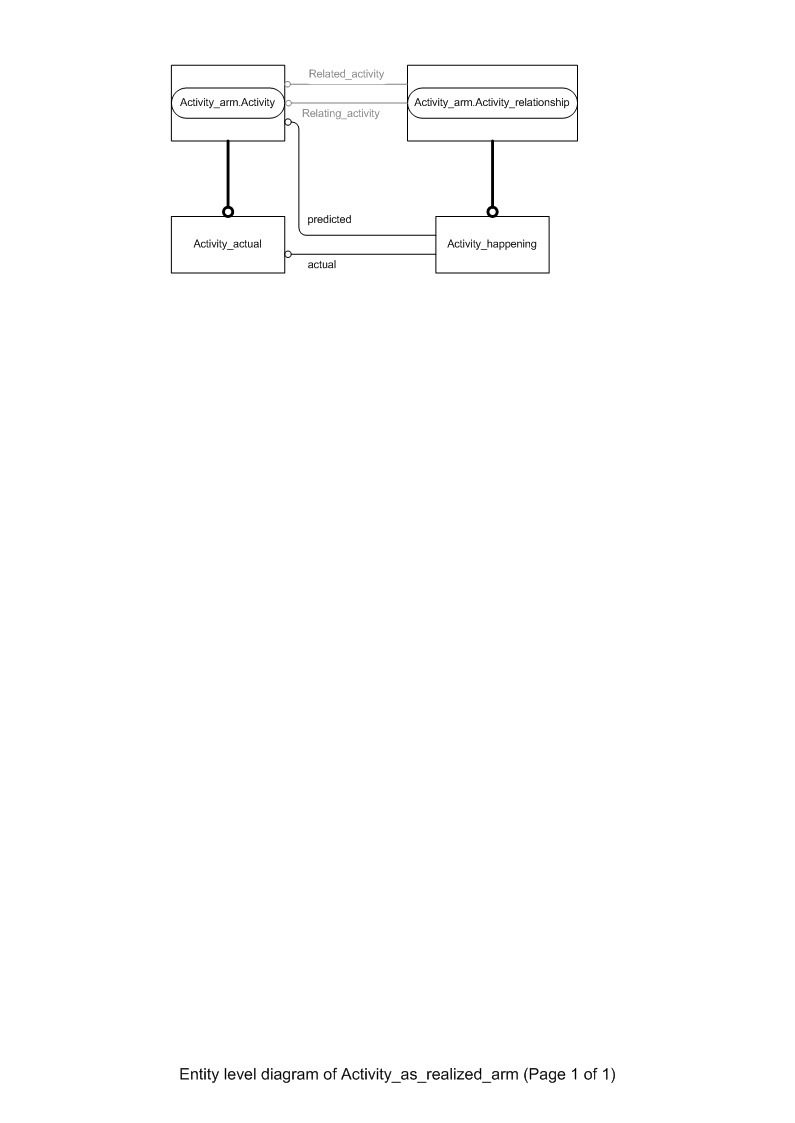 Related_activity
Activity_arm.Activity
Activity_arm.Activity_relationship
Relating_activity
predicted
Activity_actual
Activity_happening
actual
Entity level diagram of Activity_as_realized_arm (Page 1 of 1)